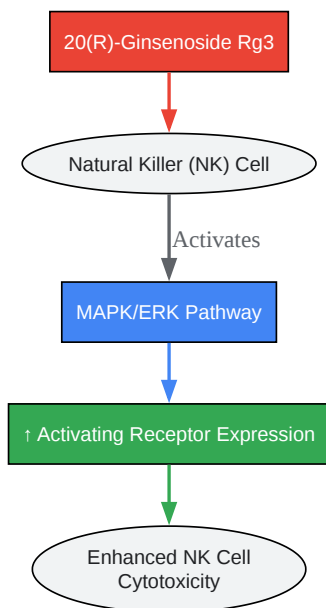 20(R)-Ginsenoside Rg3
Natural Killer (NK) Cell
Activates
MAPK/ERK Pathway
↑ Activating Receptor Expression
Enhanced NK Cell
Cytotoxicity